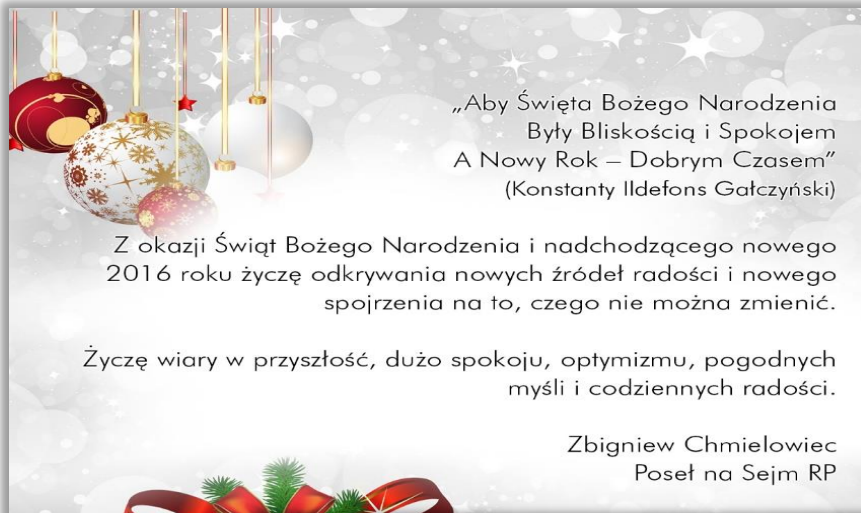 „Aby Święta Bożego Narodzenia
Były Bliskością i Spokojem
A Nowy Rok – Dobrym Czasem”
(Konstanty Ildefons Gałczyński)
Z okazji Świąt Bożego Narodzenia i nadchodzącego nowego
2016 roku życzę odkrywania nowych źródeł radości i nowego
spojrzenia na to, czego nie można zmienić.
Życzę wiary w przyszłość, dużo spokoju, optymizmu, pogodnych
myśli i codziennych radości.
Zbigniew Chmielowiec
Poseł na Sejm RP